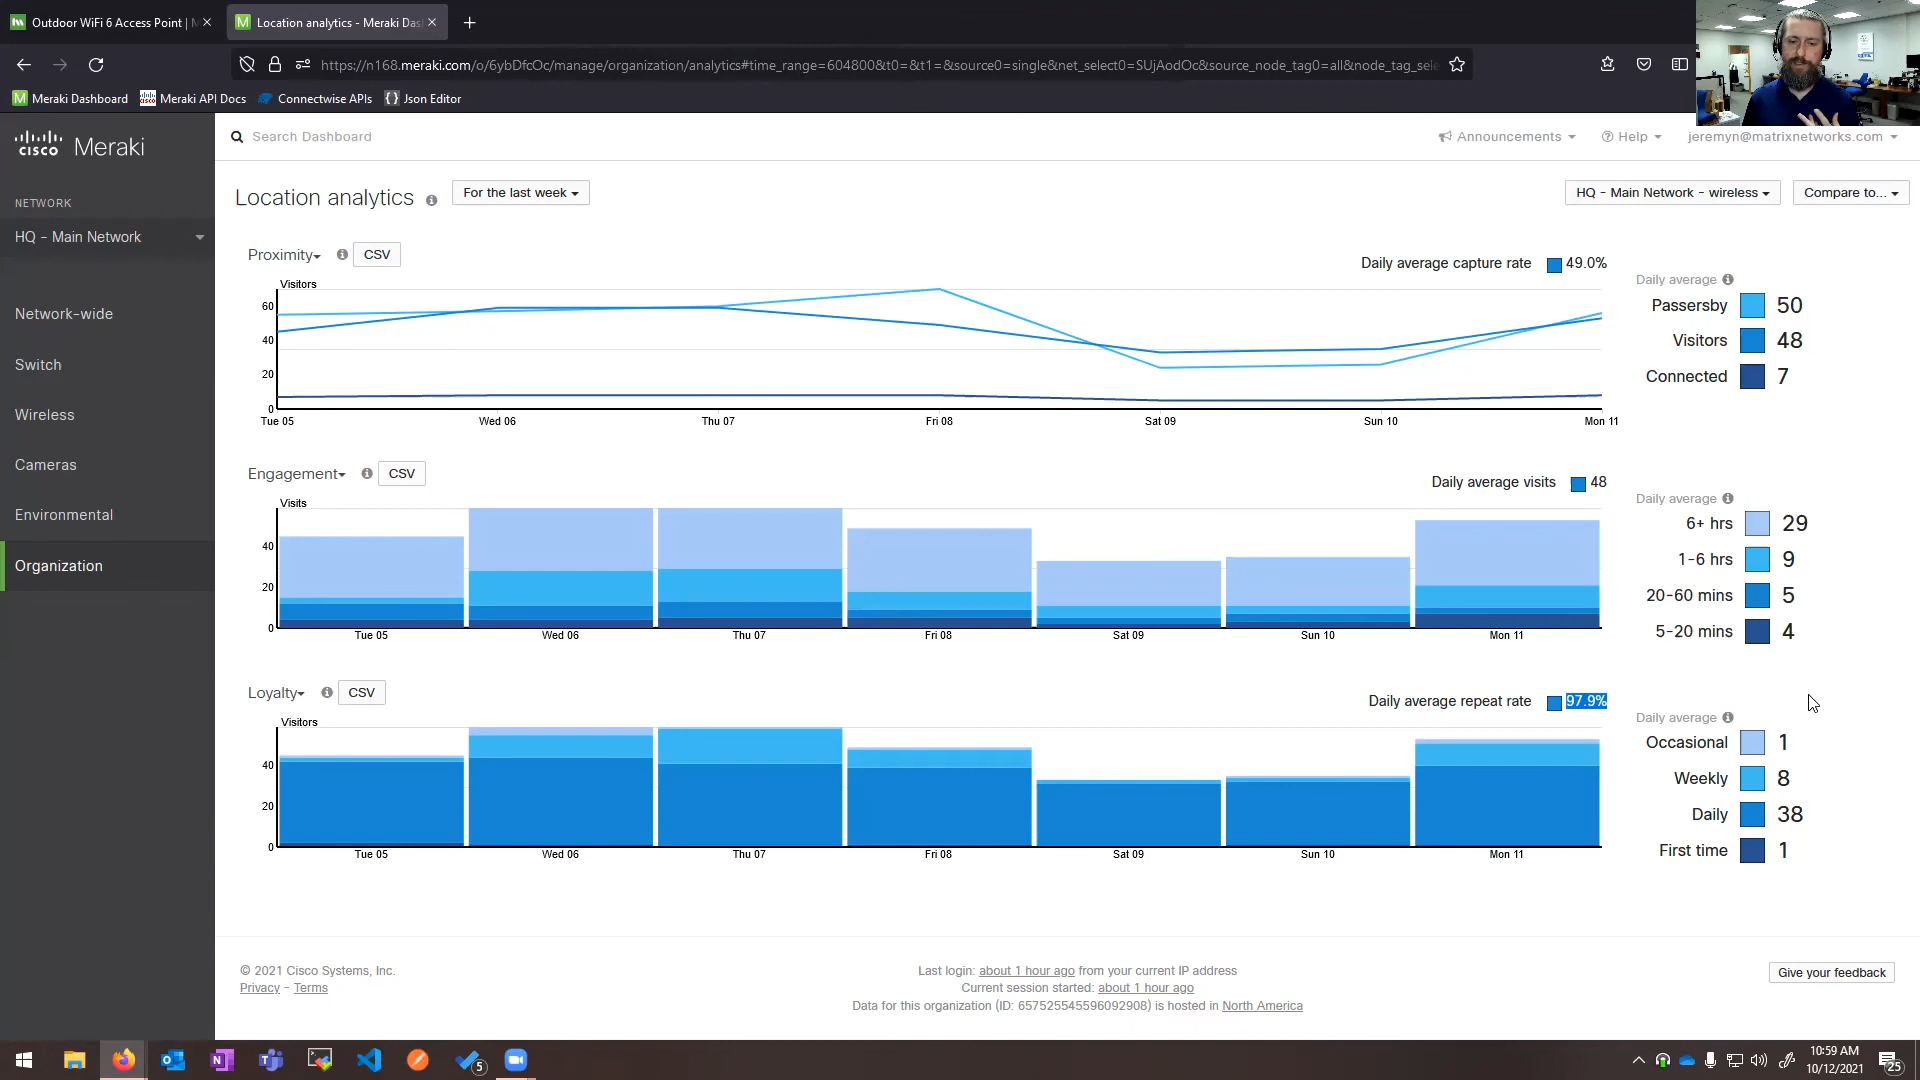 Outdoor WiFi 6 Access Point |
Location analytics - Meraki Das
https://n168.meraki.com/o/6ybDfcOc/manage/organization/analytics#time_range=604800&t0=&t1=&source0=single&net_select0=SUjAodOc&source_node_tag0=all&node_tag_sele
Meraki Dashboard
Meraki API Docs
Connectwise APIs
Json Editor
cisco Meraki
Search Dashboard
Announcements
Help
jeremyn@matrixnetworks.com
NETWORK
HQ - Main Network
Network-wide
Switch
Wireless
Cameras
Environmental
Organization
Location analytics
For the last week
HQ - Main Network - wireless
Compare to...
Proximity
CSV
Daily average capture rate 49.0%
Visitors
60
40
20
0
Tue 05 Wed 06 Thu 07 Fri 08 Sat 09 Sun 10 Mon 11
Daily average
Passersby 50
Visitors 48
Connected 7
Engagement
CSV
Daily average visits 48
Visits
40
20
0
Tue 05 Wed 06 Thu 07 Fri 08 Sat 09 Sun 10 Mon 11
Daily average
6+ hrs 29
1-6 hrs 9
20-60 mins 5
5-20 mins 4
Loyalty
CSV
Daily average repeat rate 97.9%
Visitors
40
20
0
Tue 05 Wed 06 Thu 07 Fri 08 Sat 09 Sun 10 Mon 11
Daily average
Occasional 1
Weekly 8
Daily 38
First time 1
© 2021 Cisco Systems, Inc.
Privacy - Terms
Last login: about 1 hour ago from your current IP address
Current session started: about 1 hour ago
Data for this organization (ID: 657525545596092908) is hosted in North America
Give your feedback
5
10:59 AM
10/12/2021
25